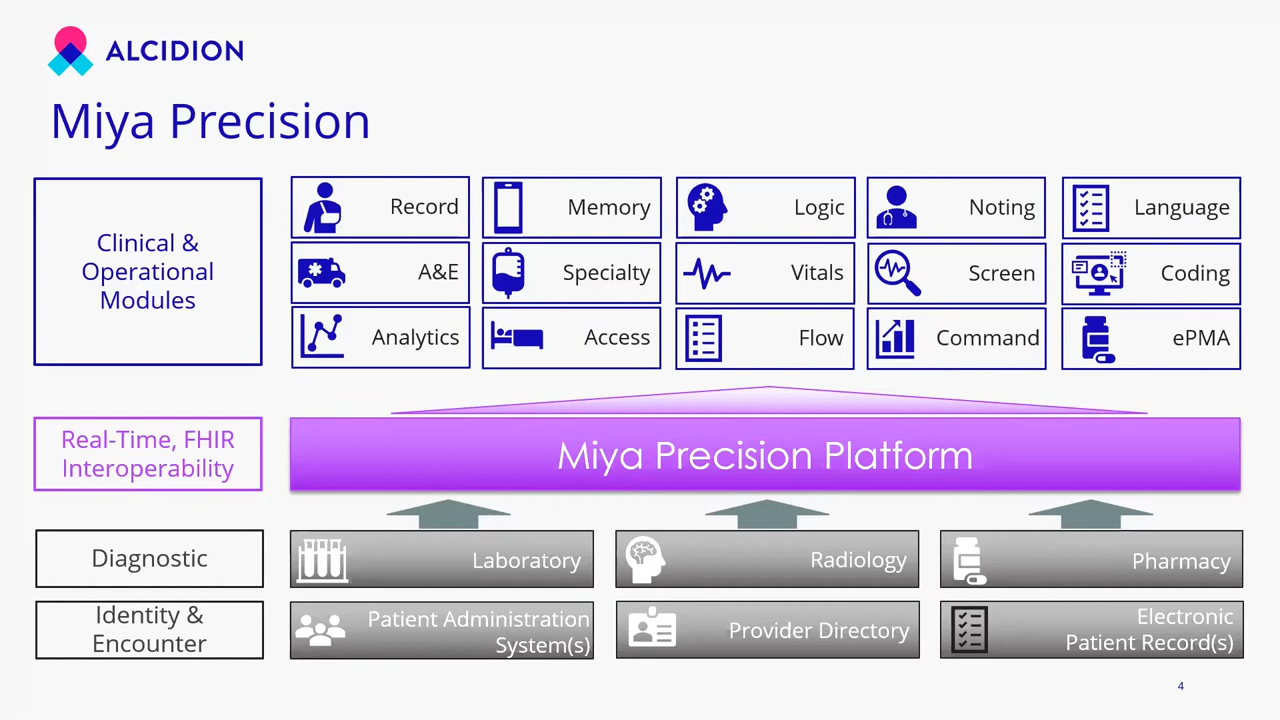 ALCIDION
Miya Precision
Clinical &
Operational
Modules
Record
Memory
Logic
Noting
Language
A&E
Specialty
Vitals
Screen
Coding
Analytics
Access
Flow
Command
ePMA
Real-Time, FHIR
Interoperability
Miya Precision Platform
Diagnostic
Laboratory
Radiology
Pharmacy
Identity &
Encounter
Patient Administration
System(s)
Provider Directory
Electronic
Patient Record(s)
4